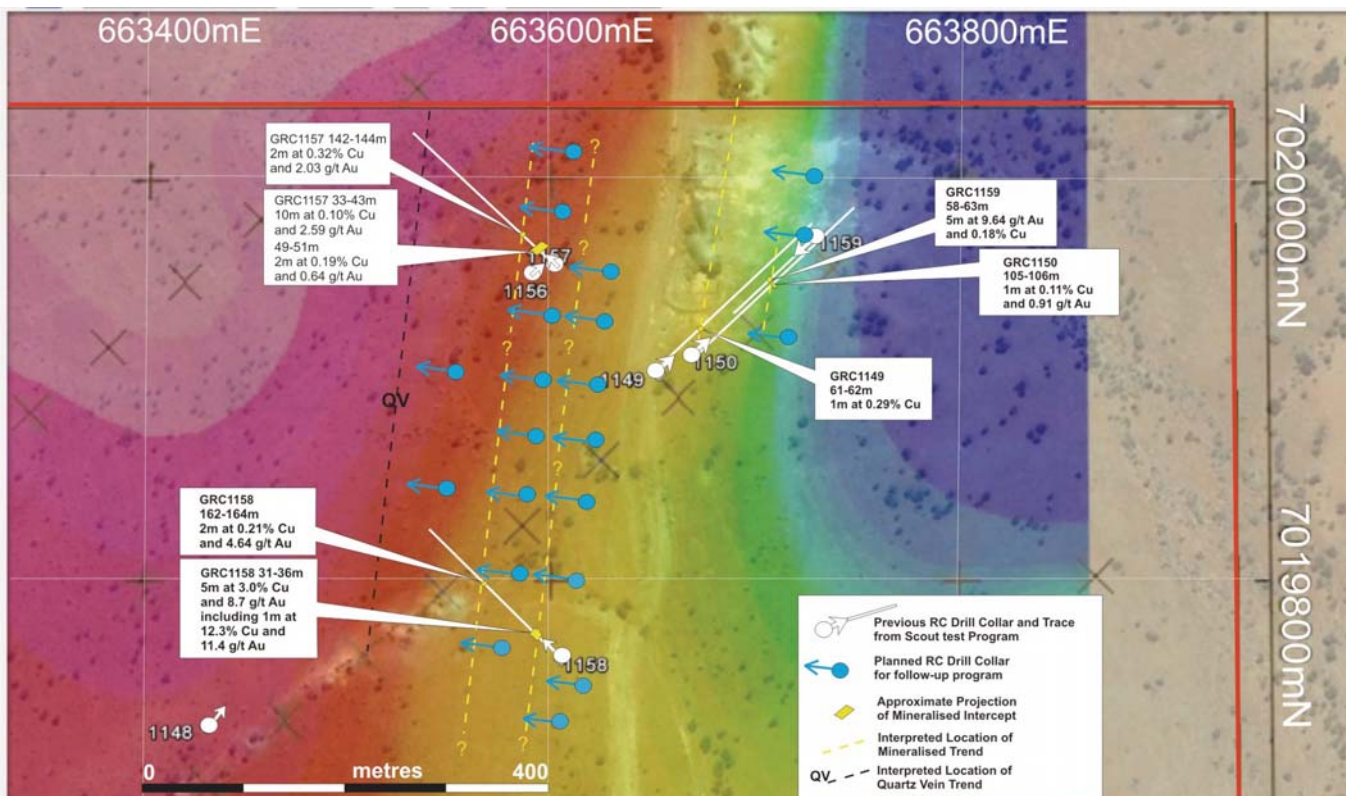 663400mE
663600mE
663800mE
GRC1157 142-144m
2m at 0.32% Cu
and 2.03 g/t Au
GRC1157 33-43m
10m at 0.10% Cu
and 2.59 g/t Au
49-51m
2m at 0.19% Cu
and 0.64 g/t Au
?
?
?
?
?
?
?
?
?
?
1157
1156
1159
1149
1150
GRC1159
58-63m
5m at 9.64 g/t Au
and 0.18% Cu
GRC1150
105-106m
1m at 0.11% Cu
and 0.91 g/t Au
GRC1149
61-62m
1m at 0.29% Cu
7020000mN
QV
GRC1158
162-164m
2m at 0.21% Cu
and 4.64 g/t Au
GRC1158 31-36m
5m at 3.0% Cu
and 8.7 g/t Au
including 1m at
12.3% Cu and
11.4 g/t Au
1158
1148
7019800mN
0 metres 400
Previous RC Drill Collar and Trace
from Scout test Program
Planned RC Drill Collar
for follow-up program
Approximate Projection
of Mineralised Intercept
Interpreted Location of
Mineralised Trend
QV Interpreted Location of
Quartz Vein Trend